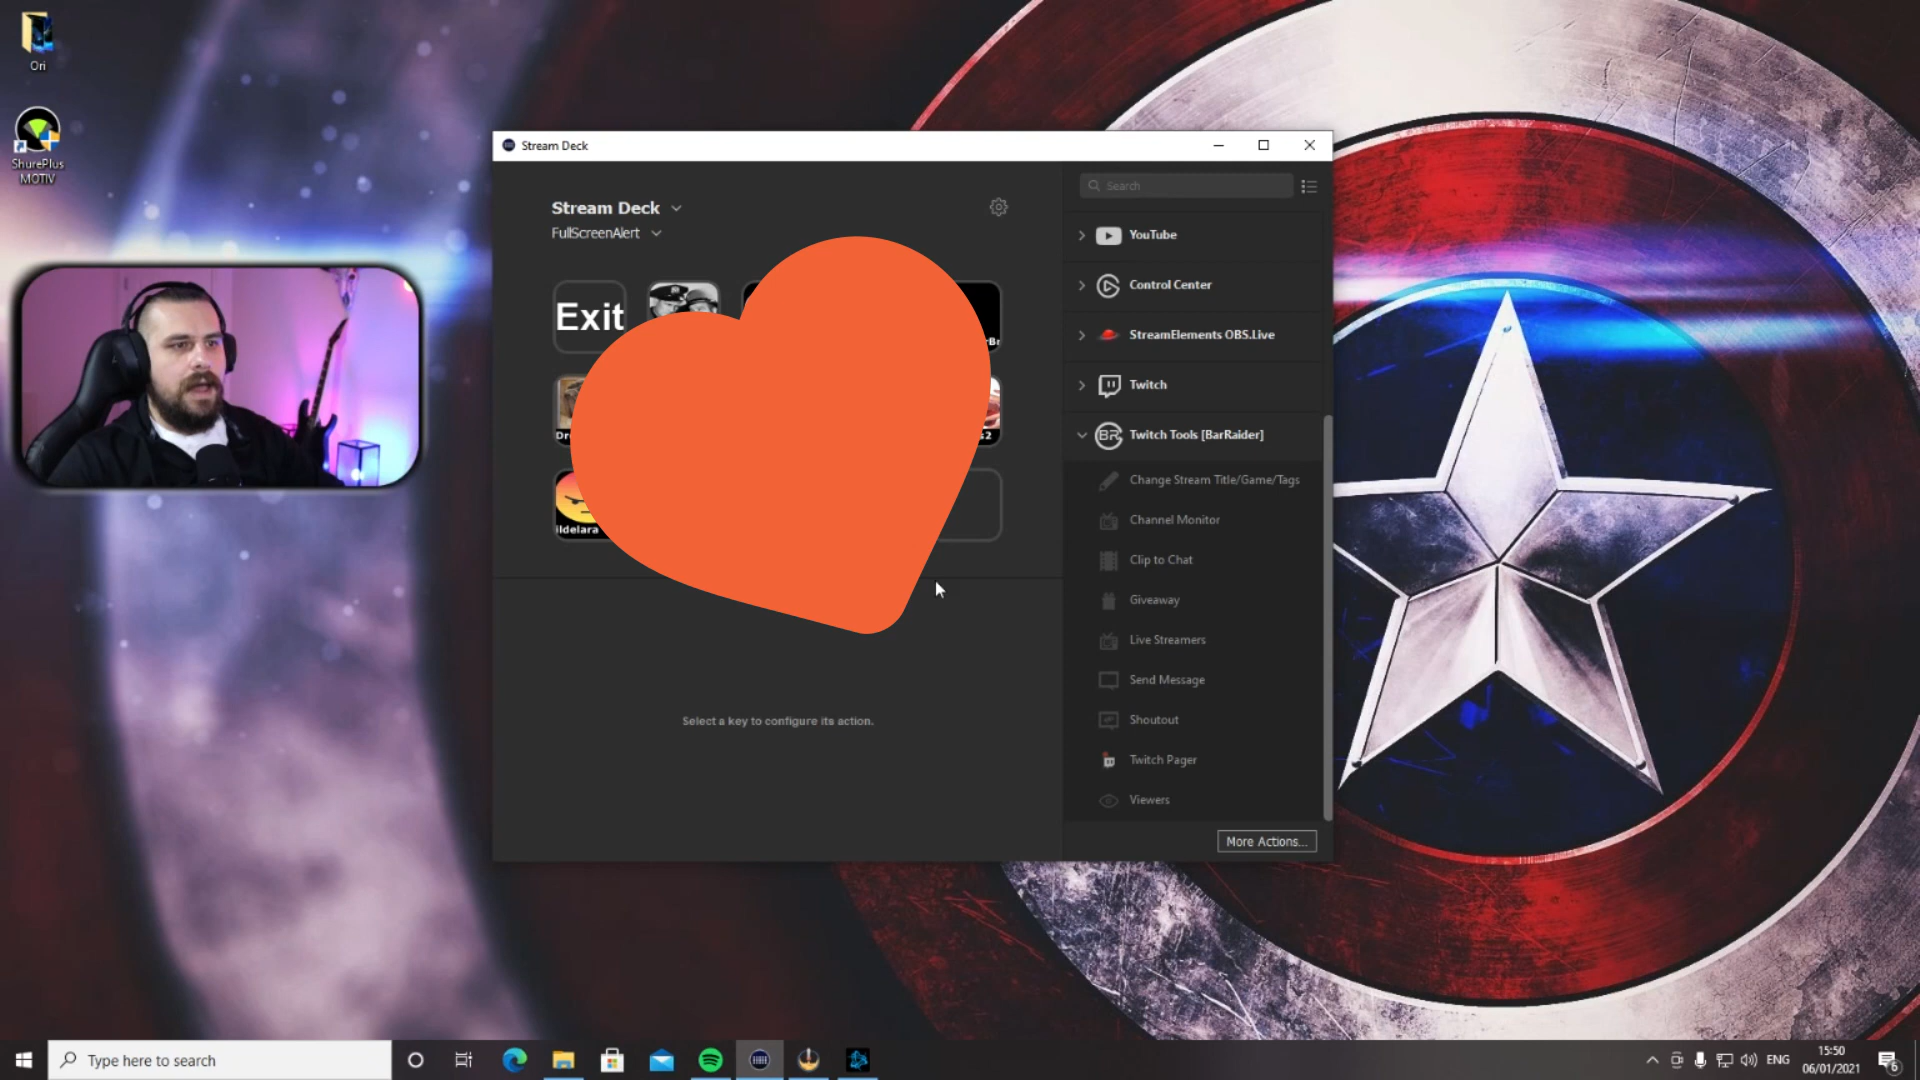 Ori
ShurePlus
MOTIV
Stream Deck
Stream Deck
FullScreenAlert
Search
YouTube
Control Center
StreamElements OBS.Live
Twitch
Twitch Tools [BarRaider]
Change Stream Title/Game/Tags
Channel Monitor
Clip to Chat
Giveaway
Live Streamers
Send Message
Shoutout
Twitch Pager
Viewers
More Actions...
Exit
ildelara
Select a key to configure its action.
Type here to search
ENG
15:50
06/01/2021
6